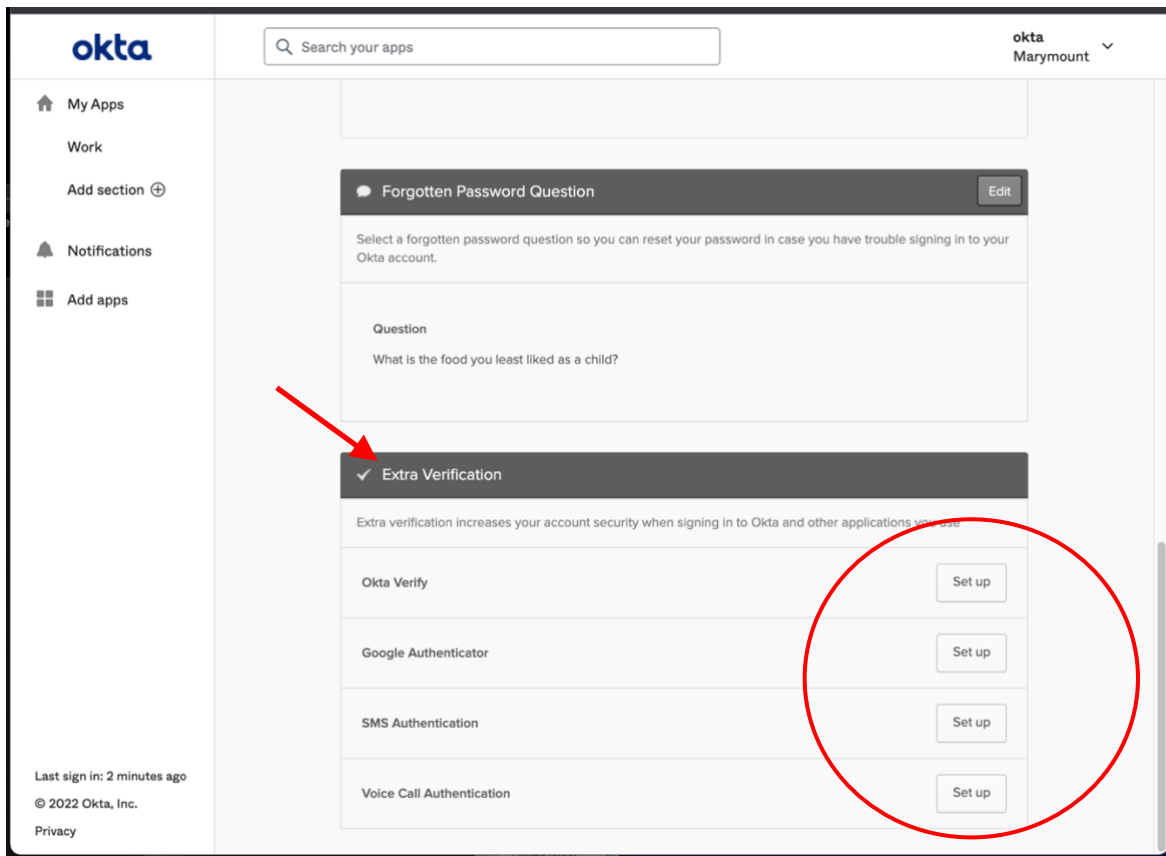 okta
Search your apps
okta
Marymount
My Apps
Work
Add section
Notifications
Add apps
Forgotten Password Question
Edit
Select a forgotten password question so you can reset your password in case you have trouble signing in to your
Okta account.
Question
What is the food you least liked as a child?
Extra Verification
Extra verification increases your account security when signing in to Okta and other applications you use
Okta Verify
Set up
Google Authenticator
Set up
SMS Authentication
Set up
Voice Call Authentication
Set up
Last sign in: 2 minutes ago
© 2022 Okta, Inc.
Privacy